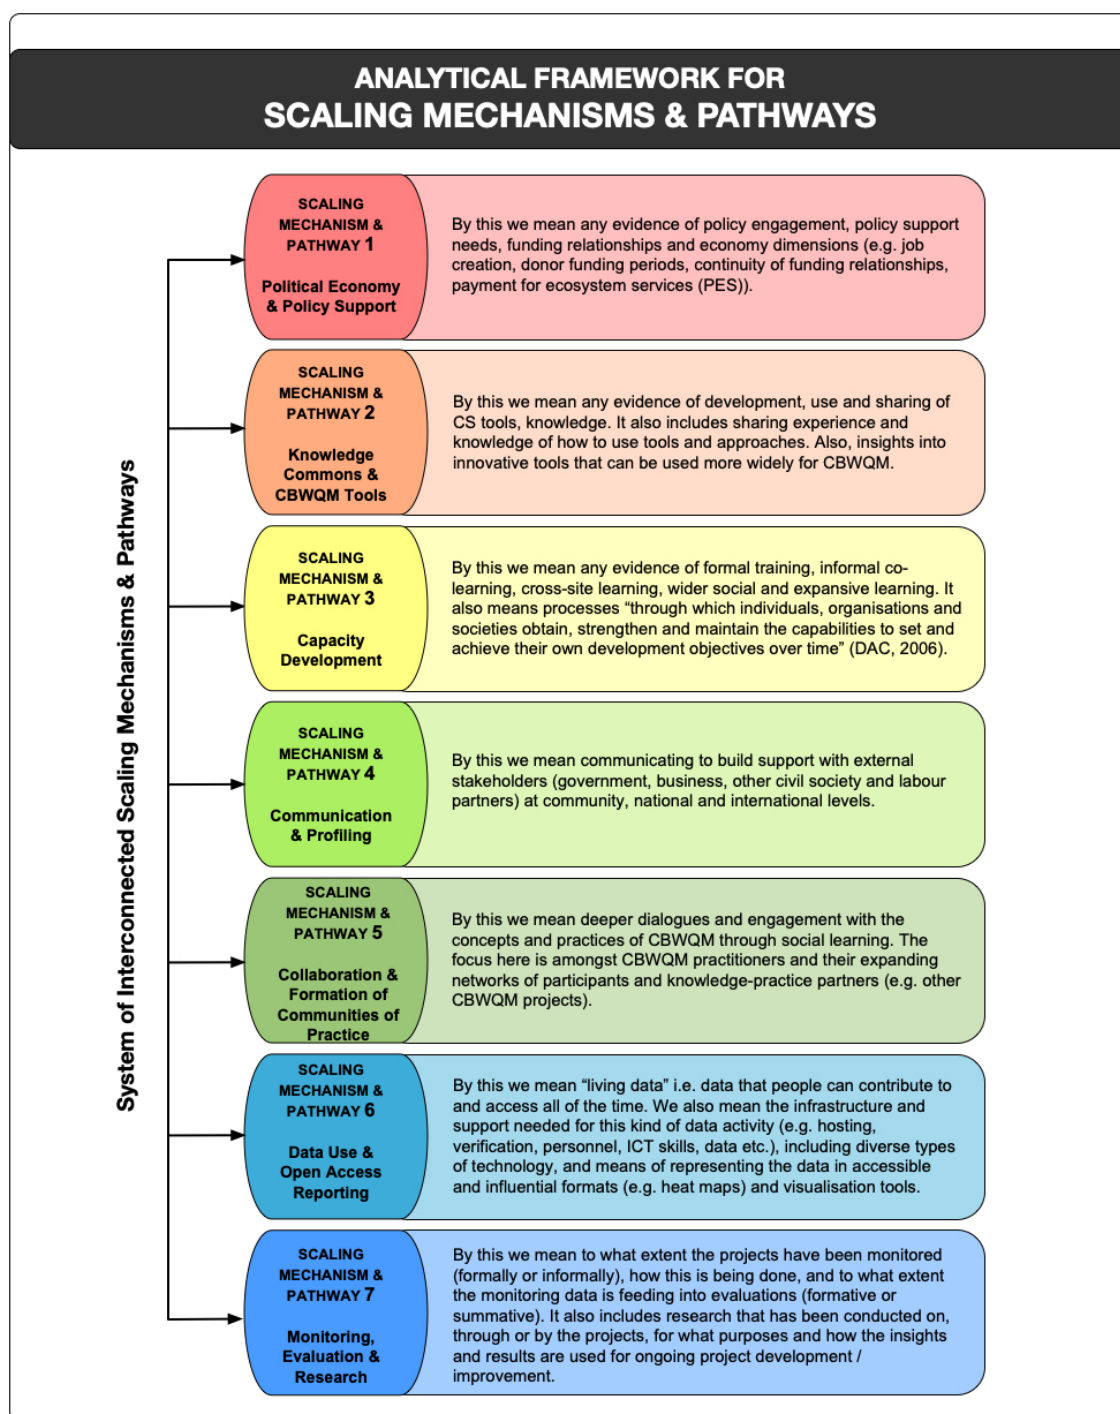 ANALYTICAL FRAMEWORK FOR
SCALING MECHANISMS & PATHWAYS
System of Interconnected Scaling Mechanisms & Pathways
SCALING
MECHANISM &
PATHWAY 1
Political Economy
& Policy Support
By this we mean any evidence of policy engagement, policy support
needs, funding relationships and economy dimensions (e.g. job
creation, donor funding periods, continuity of funding relationships,
payment for ecosystem services (PES)).
SCALING
MECHANISM &
PATHWAY 2
Knowledge
Commons &
CBWQM Tools
By this we mean any evidence of development, use and sharing of
CS tools, knowledge. It also includes sharing experience and
knowledge of how to use tools and approaches. Also, insights into
innovative tools that can be used more widely for CBWQM.
SCALING
MECHANISM &
PATHWAY 3
Capacity
Development
By this we mean any evidence of formal training, informal co-
learning, cross-site learning, wider social and expansive learning. It
also means processes “through which individuals, organisations and
societies obtain, strengthen and maintain the capabilities to set and
achieve their own development objectives over time” (DAC, 2006).
SCALING
MECHANISM &
PATHWAY 4
Communication
& Profiling
By this we mean communicating to build support with external
stakeholders (government, business, other civil society and labour
partners) at community, national and international levels.
SCALING
MECHANISM &
PATHWAY 5
Collaboration &
Formation of
Communities of
Practice
By this we mean deeper dialogues and engagement with the
concepts and practices of CBWQM through social learning. The
focus here is amongst CBWQM practitioners and their expanding
networks of participants and knowledge-practice partners (e.g. other
CBWQM projects).
SCALING
MECHANISM &
PATHWAY 6
Data Use &
Open Access
Reporting
By this we mean “living data” i.e. data that people can contribute to
and access all of the time. We also mean the infrastructure and
support needed for this kind of data activity (e.g. hosting,
verification, personnel, ICT skills, data etc.), including diverse types
of technology, and means of representing the data in accessible
and influential formats (e.g. heat maps) and visualisation tools.
SCALING
MECHANISM &
PATHWAY 7
Monitoring,
Evaluation &
Research
By this we mean to what extent the projects have been monitored
(formally or informally), how this is being done, and to what extent
the monitoring data is feeding into evaluations (formative or
summative). It also includes research that has been conducted on,
through or by the projects, for what purposes and how the insights
and results are used for ongoing project development /
improvement.